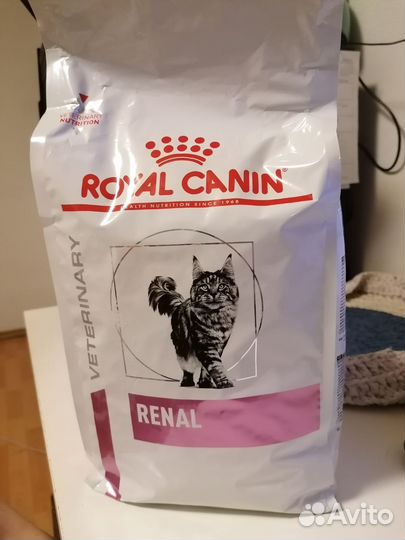 VETERINARY
NUTRITION
ROYAL CANIN®
HEALTH NUTRITION SINCE 1968
VETERINARY
RENAL
Avito